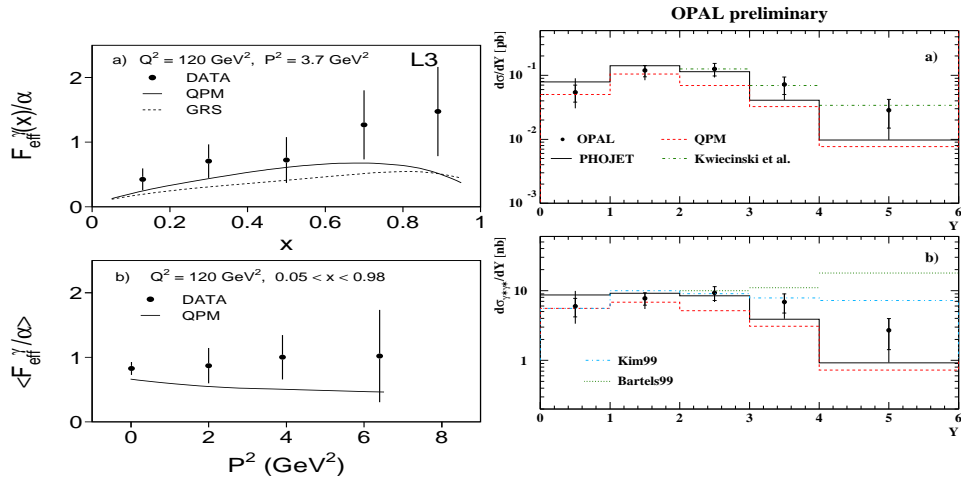 a) Q² = 120 GeV², P² = 3.7 GeV² L3
DATA
QPM
GRS
F_eff^γ(x)/α
2
1
0
0 0.2 0.4 0.6 0.8 1
x
b) Q² = 120 GeV², 0.05 < x < 0.98
DATA
QPM
<F_eff^γ/α>
2
1
0
0 2 4 6 8
P² (GeV²)
OPAL preliminary
a)
dσ/dY [pb]
10⁻¹
10⁻²
10⁻³
OPAL QPM
PHOJET Kwiecinski et al.
0 1 2 3 4 5 6
Y
b)
dσ_γ*γ*/dY [nb]
10
1
Kim99
Bartels99
0 1 2 3 4 5 6
Y